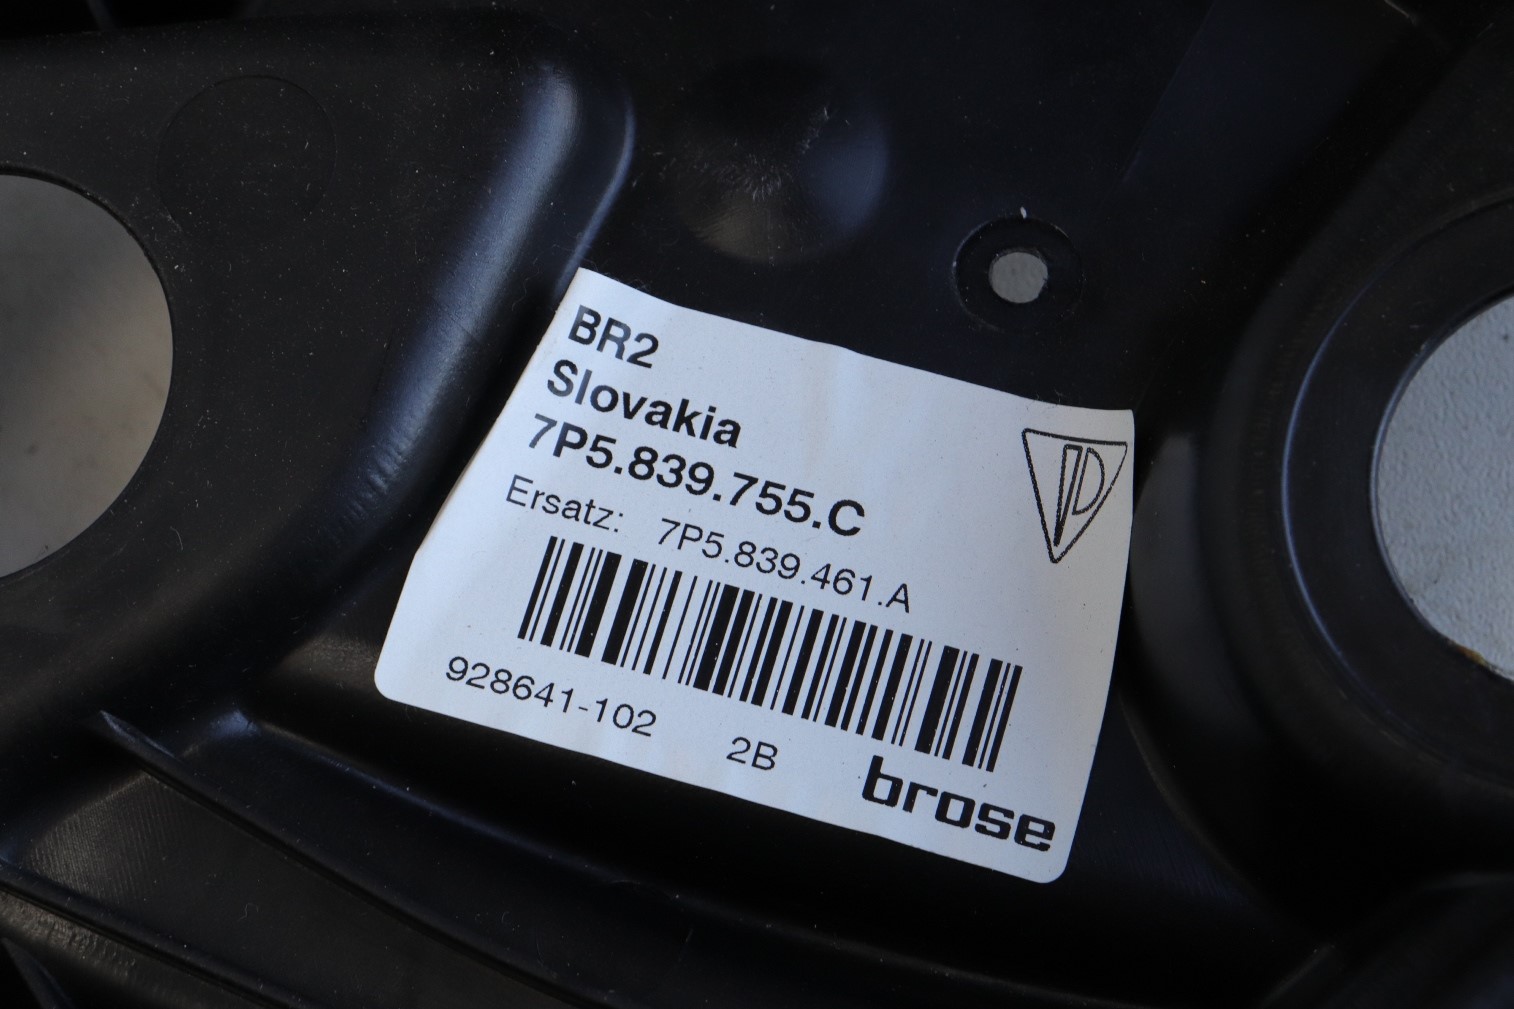 BR2
Slovakia
7P5.839.755.C
Ersatz: 7P5.839.461.A
928641-102 2B
brose